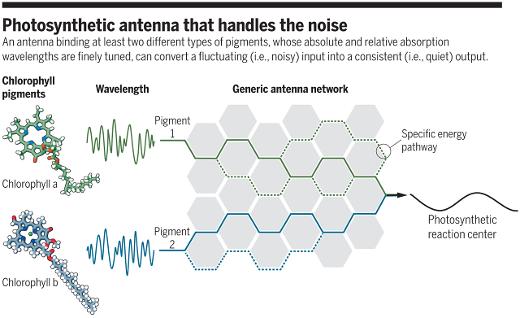 Photosynthetic antenna that handles the noise
An antenna binding at least two different types of pigments, whose absolute and relative absorption
wavelengths are finely tuned, can convert a fluctuating (i.e., noisy) input into a consistent (i.e., quiet) output.
Chlorophyll
pigments
Wavelength
Generic antenna network
Pigment
1
Specific energy
pathway
Chlorophyll a
Pigment
2
Photosynthetic
reaction center
Chlorophyll b